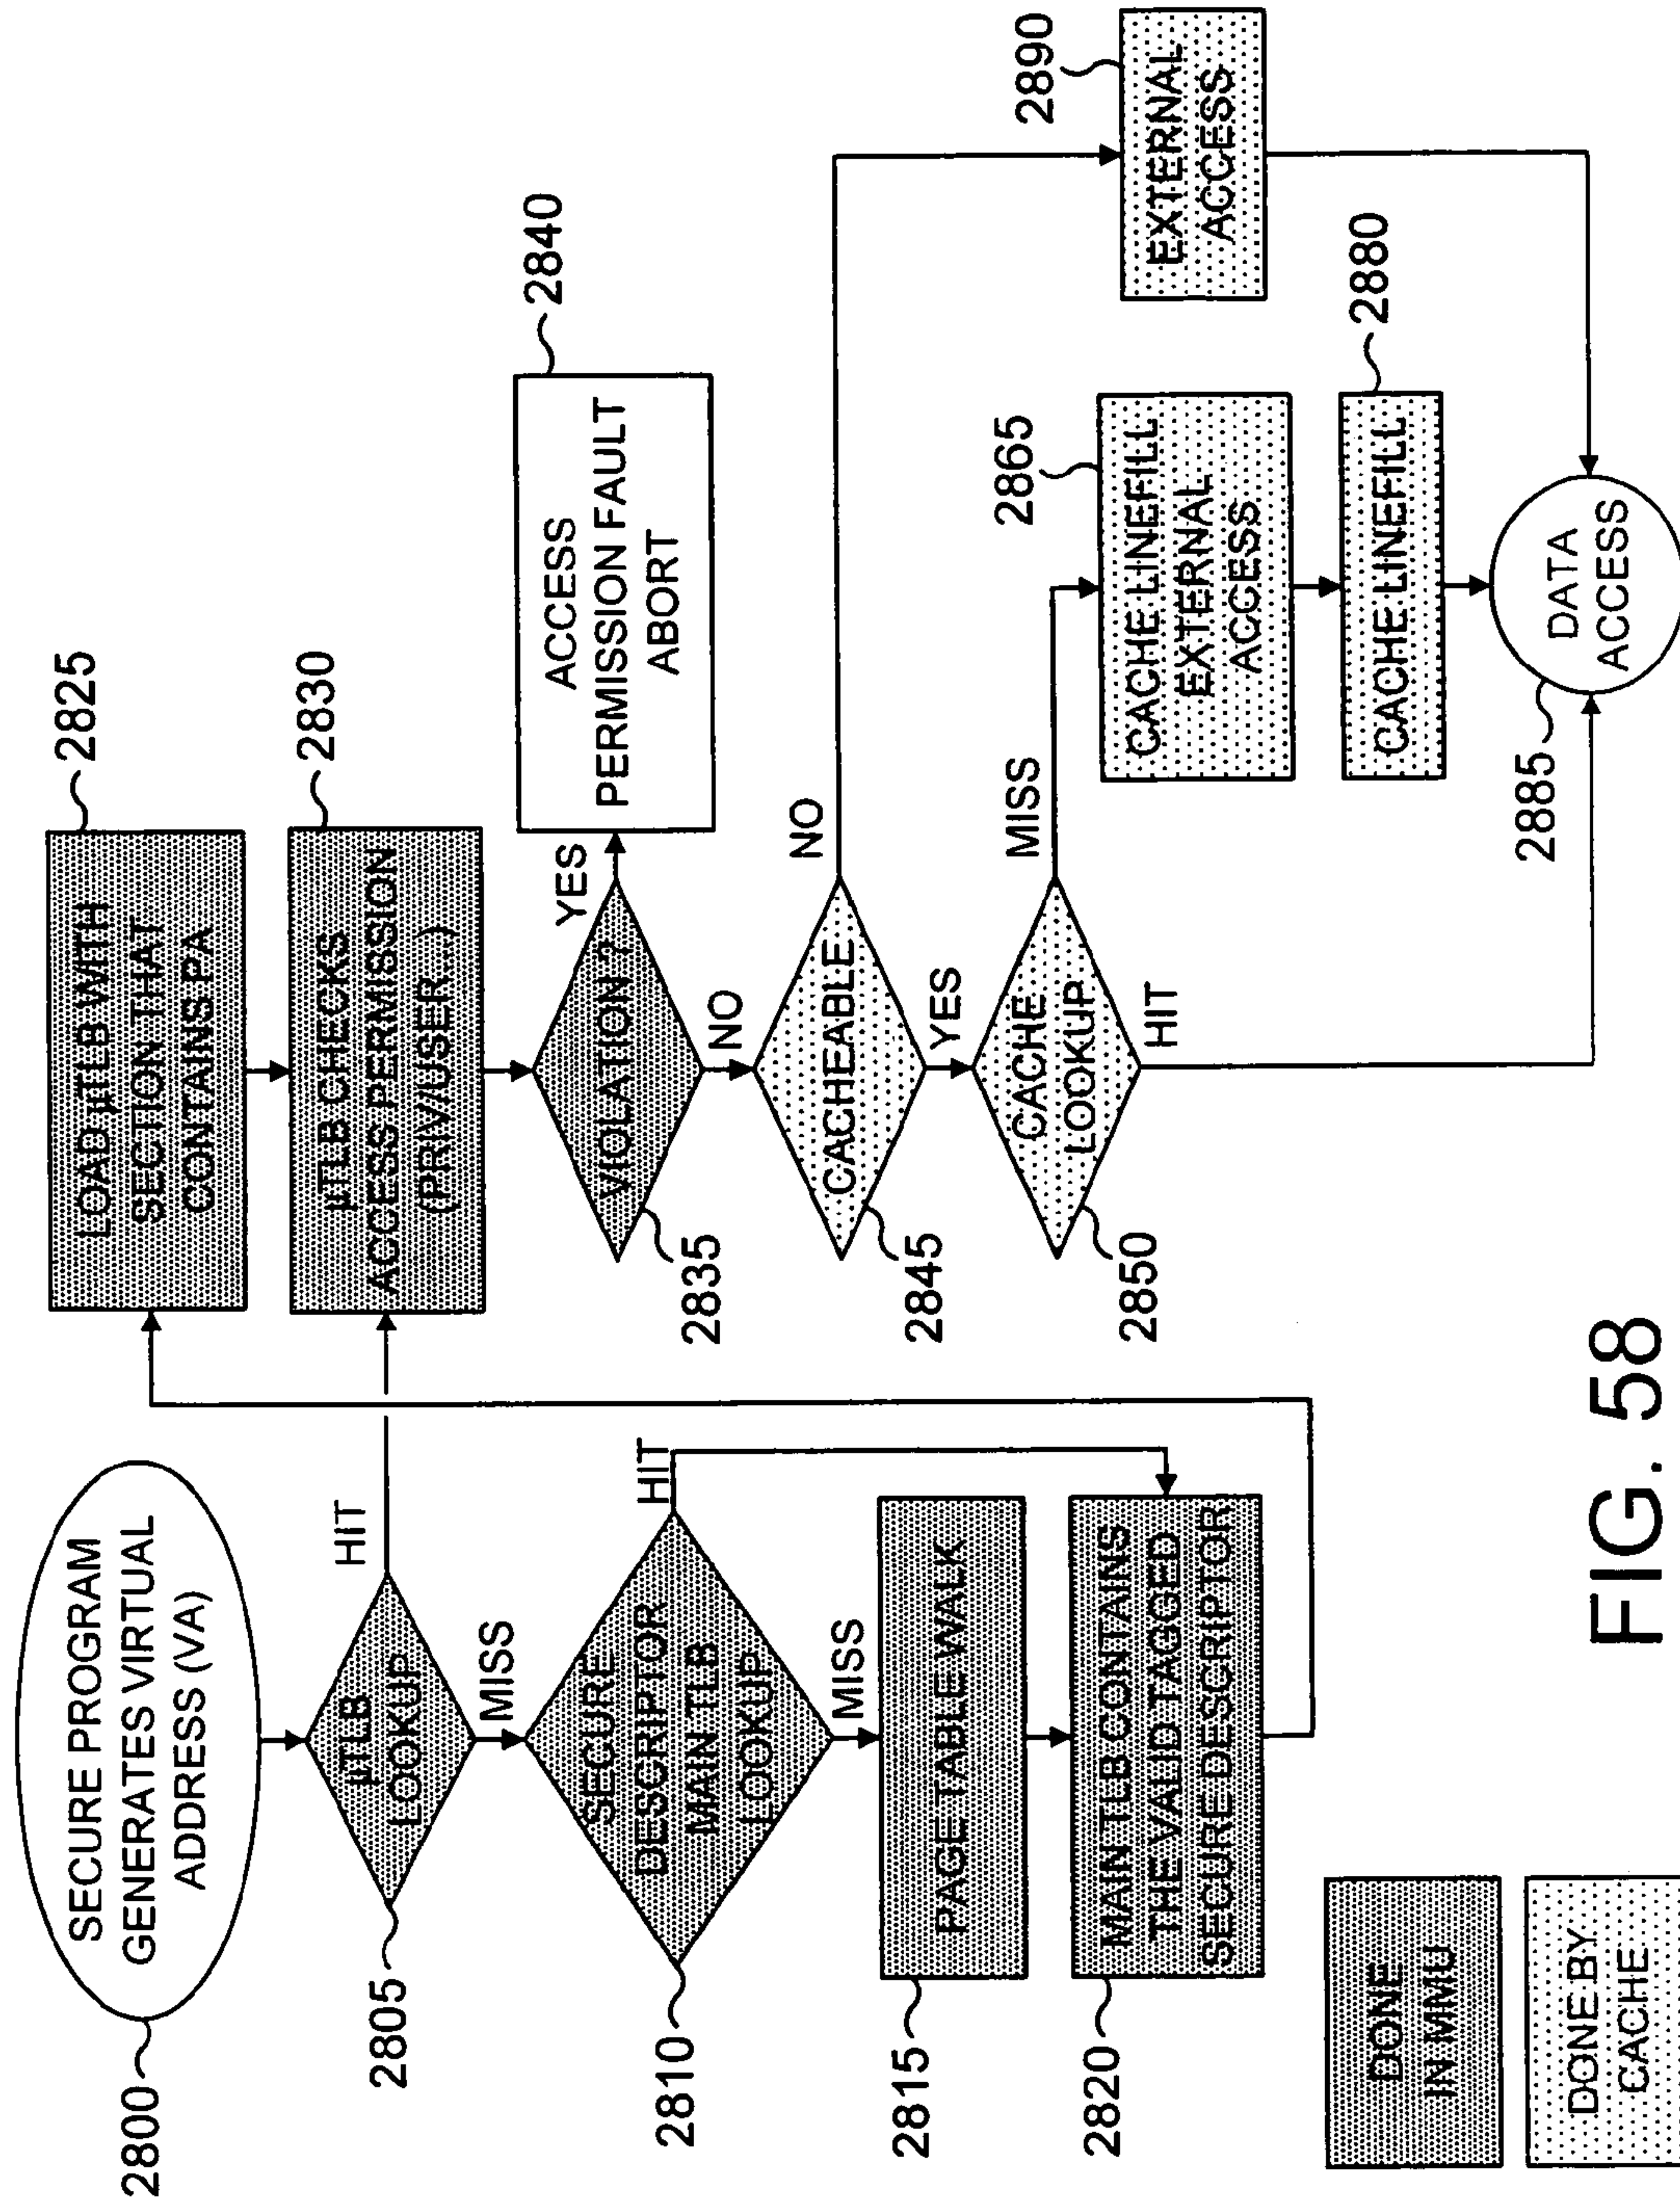 SECURE PROGRAM
GENERATES VIRTUAL
ADDRESS (VA)
2800
µTLB
LOOKUP
HIT
MISS
2805
SECURE
DESCRIPTOR
MAIN TLB
LOOKUP
HIT
MISS
2810
PAGE TABLE WALK
2815
MAIN TLB CONTAINS
THE VALID TAGGED
SECURE DESCRIPTOR
2820
LOAD µTLB WITH
SECTION THAT
CONTAINS PA
2825
µTLB CHECKS
ACCESS PERMISSION
(PRIV/USER...)
2830
VIOLATION ?
YES
NO
2835
ACCESS
PERMISSION FAULT
ABORT
2840
CACHEABLE
NO
YES
2845
CACHE
LOOKUP
MISS
HIT
2850
CACHE LINEFILL
EXTERNAL
ACCESS
2865
CACHE LINEFILL
2880
EXTERNAL
ACCESS
2890
DATA
ACCESS
2885
DONE
IN MMU
DONE BY
CACHE
FIG. 58